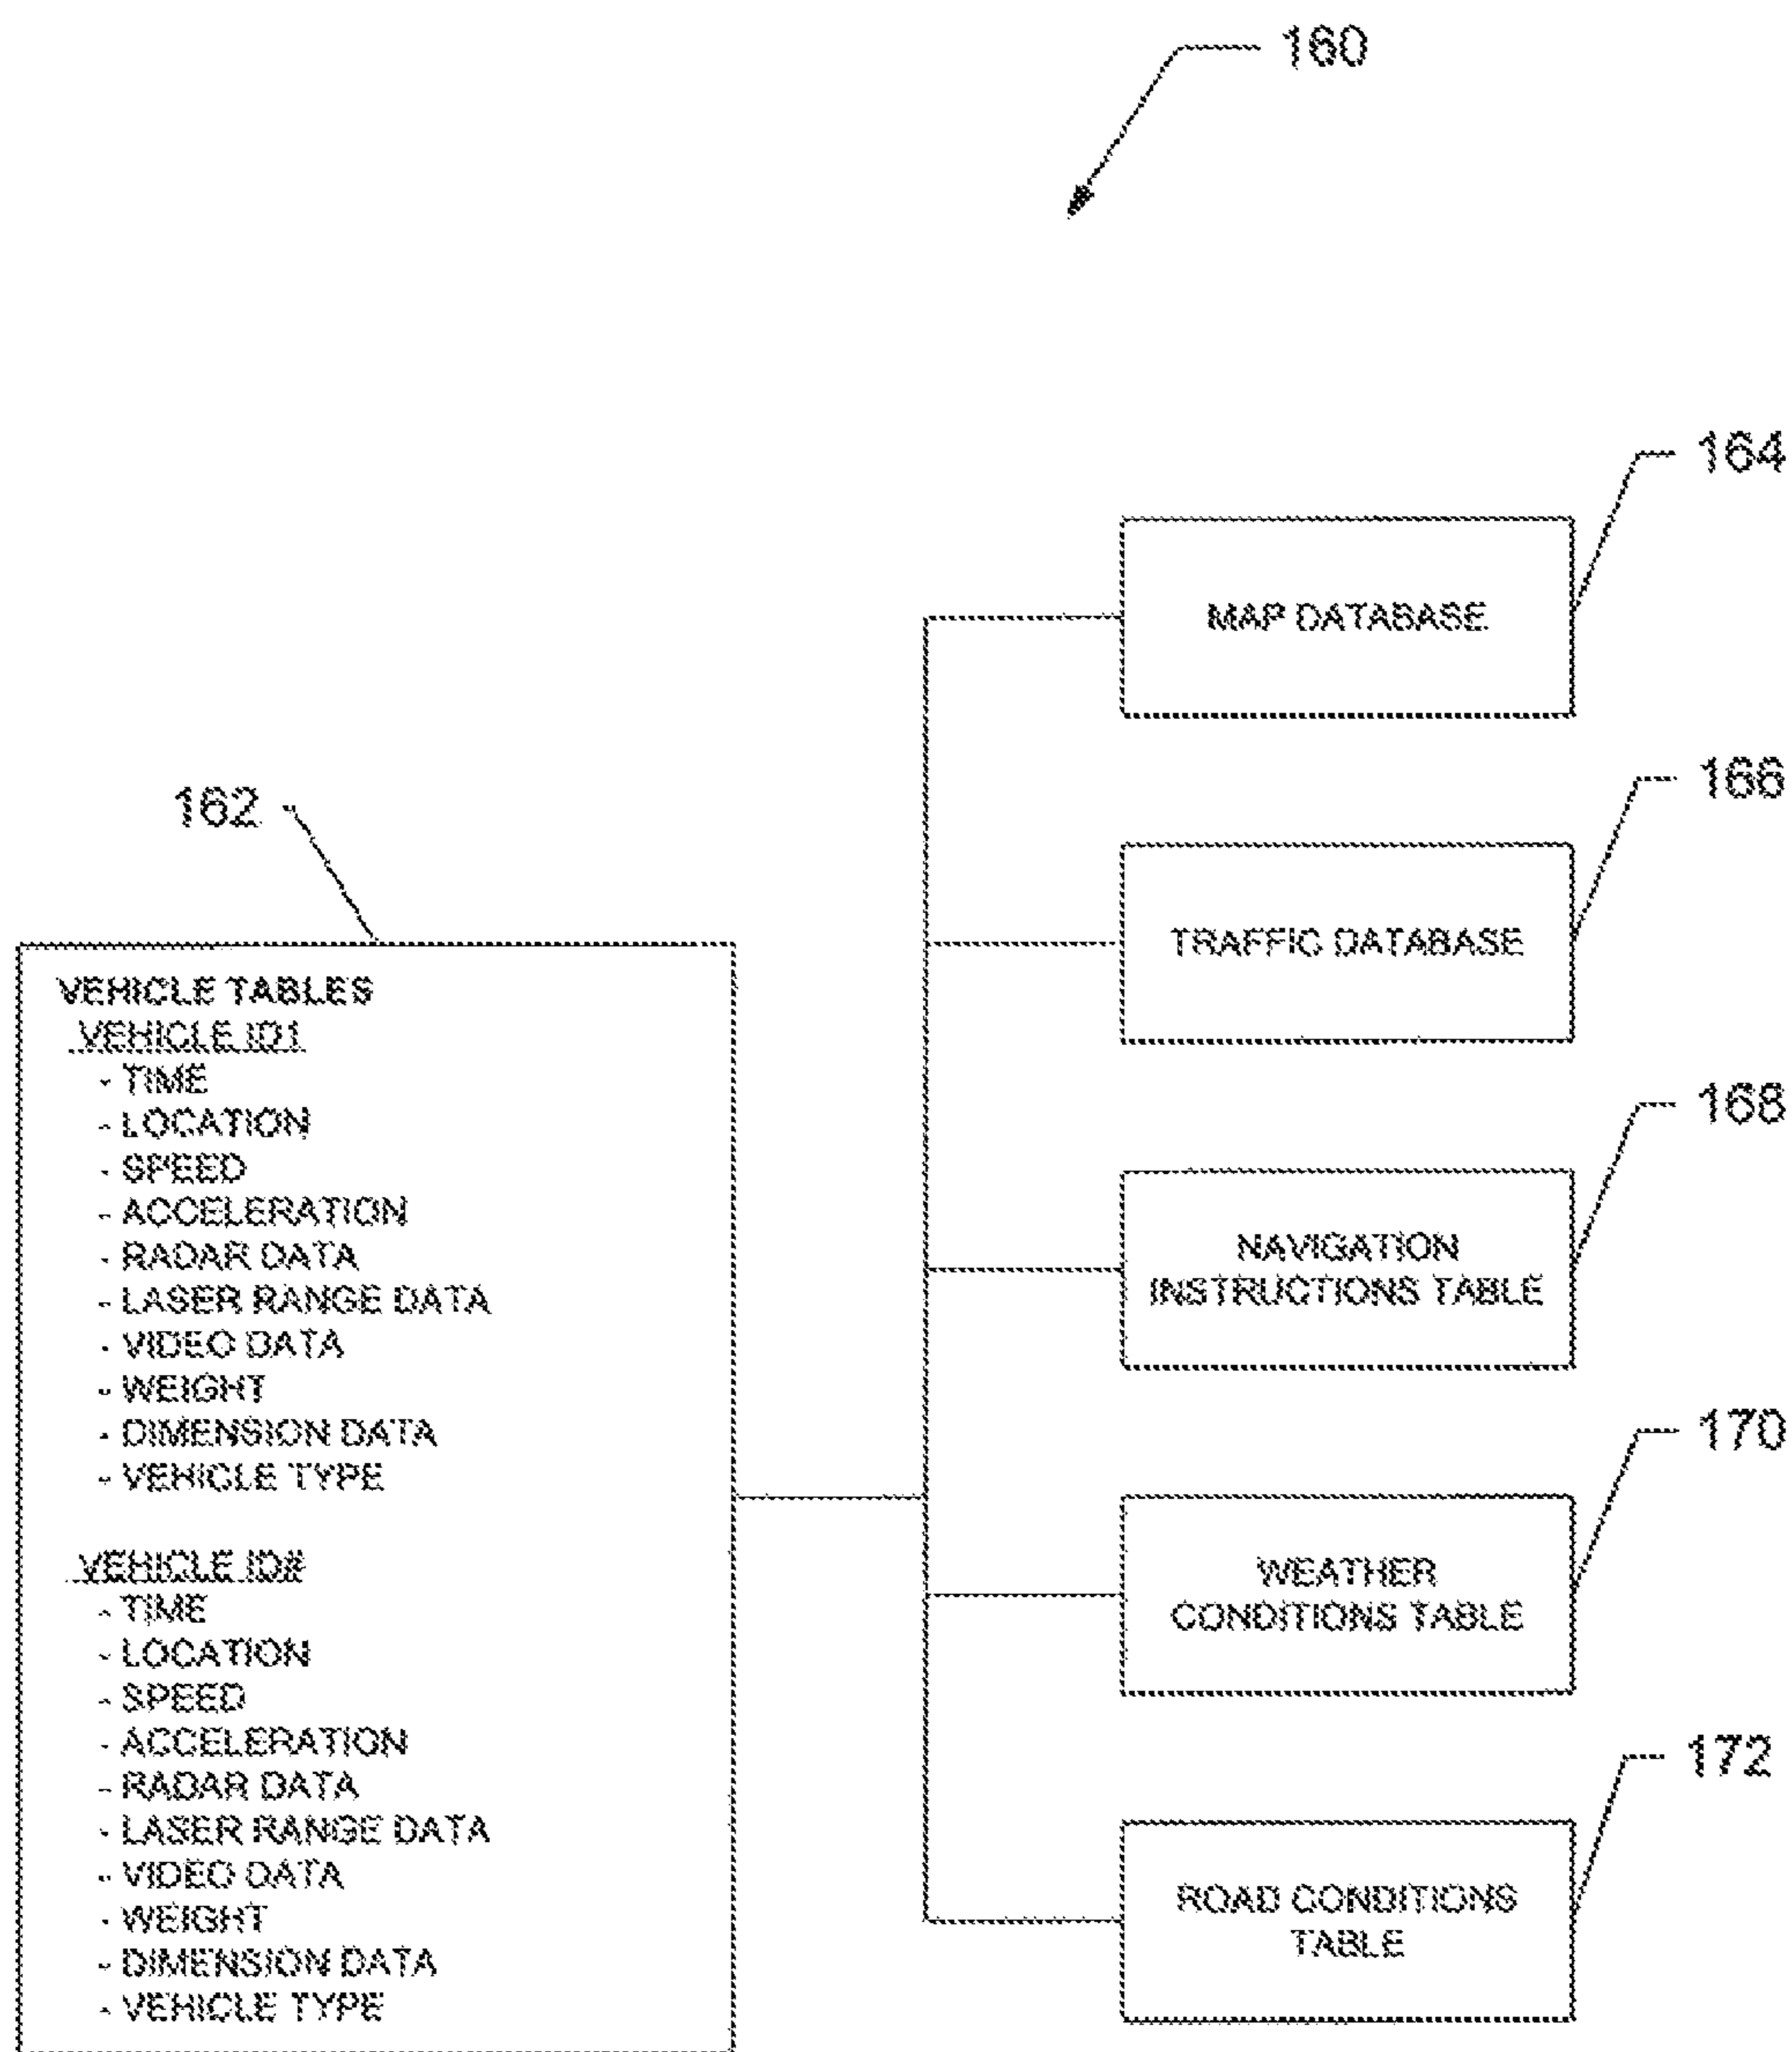 160
164
MAP DATABASE
166
162
TRAFFIC DATABASE
VEHICLE TABLES
VEHICLE ID1
- TIME
- LOCATION
- SPEED
- ACCELERATION
- RADAR DATA
- LASER RANGE DATA
- VIDEO DATA
- WEIGHT
- DIMENSION DATA
- VEHICLE TYPE
VEHICLE ID#
- TIME
- LOCATION
- SPEED
- ACCELERATION
- RADAR DATA
- LASER RANGE DATA
- VIDEO DATA
- WEIGHT
- DIMENSION DATA
- VEHICLE TYPE
168
NAVIGATION
INSTRUCTIONS TABLE
170
WEATHER
CONDITIONS TABLE
172
ROAD CONDITIONS
TABLE